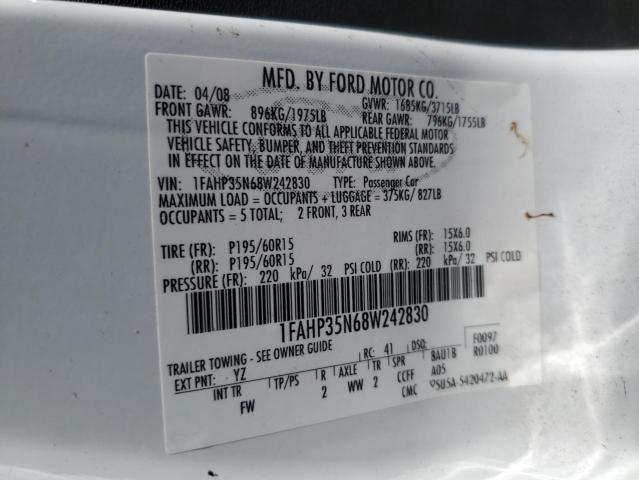 MFD. BY FORD MOTOR CO.
DATE: 04/08 GVWR: 1685KG/3715LB
FRONT GAWR: 896KG/1975LB REAR GAWR: 796KG/1755LB
THIS VEHICLE CONFORMS TO ALL APPLICABLE FEDERAL MOTOR
VEHICLE SAFETY, BUMPER, AND THEFT PREVENTION STANDARDS
IN EFFECT ON THE DATE OF MANUFACTURE SHOWN ABOVE.
VIN: 1FAHP35N68W242830 TYPE: Passenger Car
MAXIMUM LOAD = OCCUPANTS + LUGGAGE = 375KG/ 827LB
OCCUPANTS = 5 TOTAL; 2 FRONT, 3 REAR
TIRE (FR): P195/60R15 RIMS (FR): 15X6.0
(RR): P195/60R15 (RR): 15X6.0
PRESSURE (FR): 220 kPa/ 32 PSI COLD (RR): 220 kPa/ 32 PSI COLD
1FAHP35N68W242830
TRAILER TOWING - SEE OWNER GUIDE RC: 41 DSO: F0097
EXT PNT: YZ R0100
INT TR TP/PS R AXLE TR SPR 8AU1B
FW 2 WW 2 CCFF A05
CMC 5U5A-5420472-AA